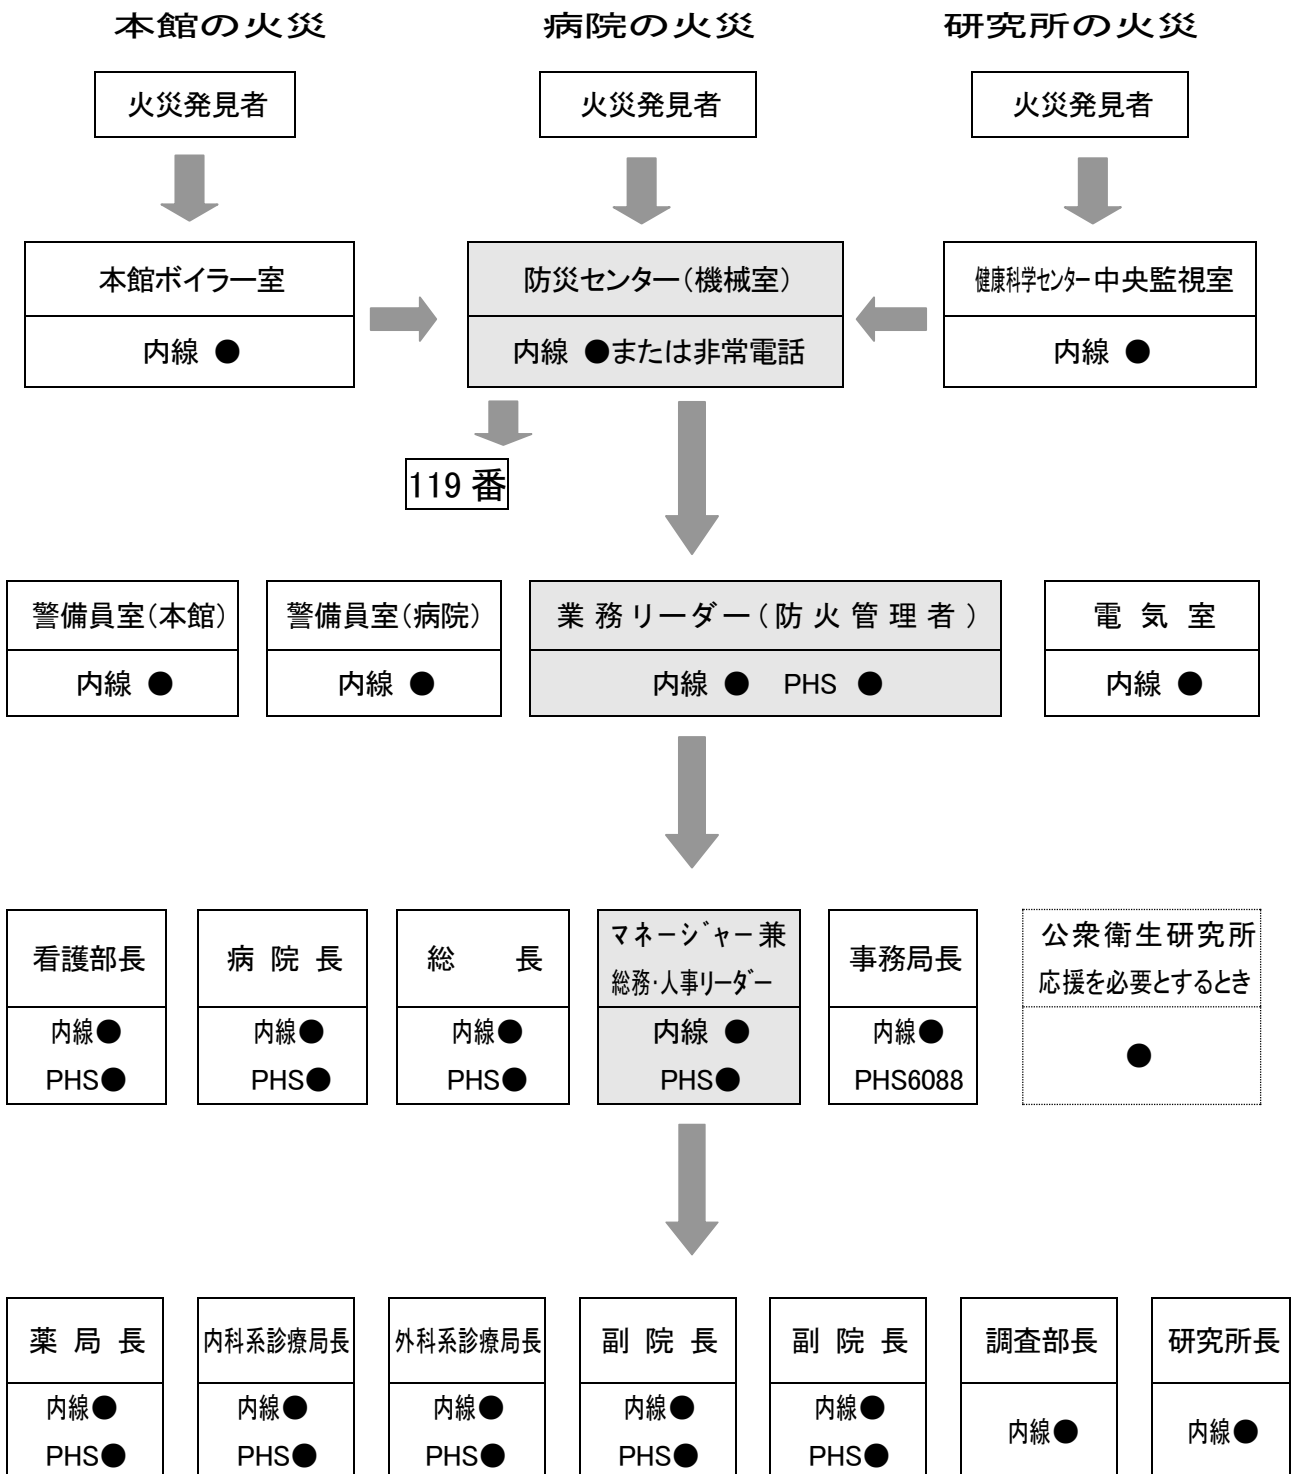 本館の火災
病院の火災
研究所の火災
火災発見者
火災発見者
火災発見者
本館ボイラー室
防災センター(機械室)
健康科学センター中央監視室
内線 ●
内線 ●または非常電話
内線 ●
119 番
警備員室(本館)
警備員室(病院)
業務リーダー(防火管理者)
電気室
内線 ●
内線 ●
内線 ● PHS ●
内線 ●
看護部長
病院長
総長
マネージャー兼
総務・人事リーダー
事務局長
公衆衛生研究所
応援を必要とするとき
内線●
PHS●
内線●
PHS●
内線●
PHS●
内線 ●
PHS●
内線●
PHS6088
●
薬局長
内科系診療局長
外科系診療局長
副院長
副院長
調査部長
研究所長
内線●
PHS●
内線●
PHS●
内線●
PHS●
内線●
PHS●
内線●
PHS●
内線●
内線●